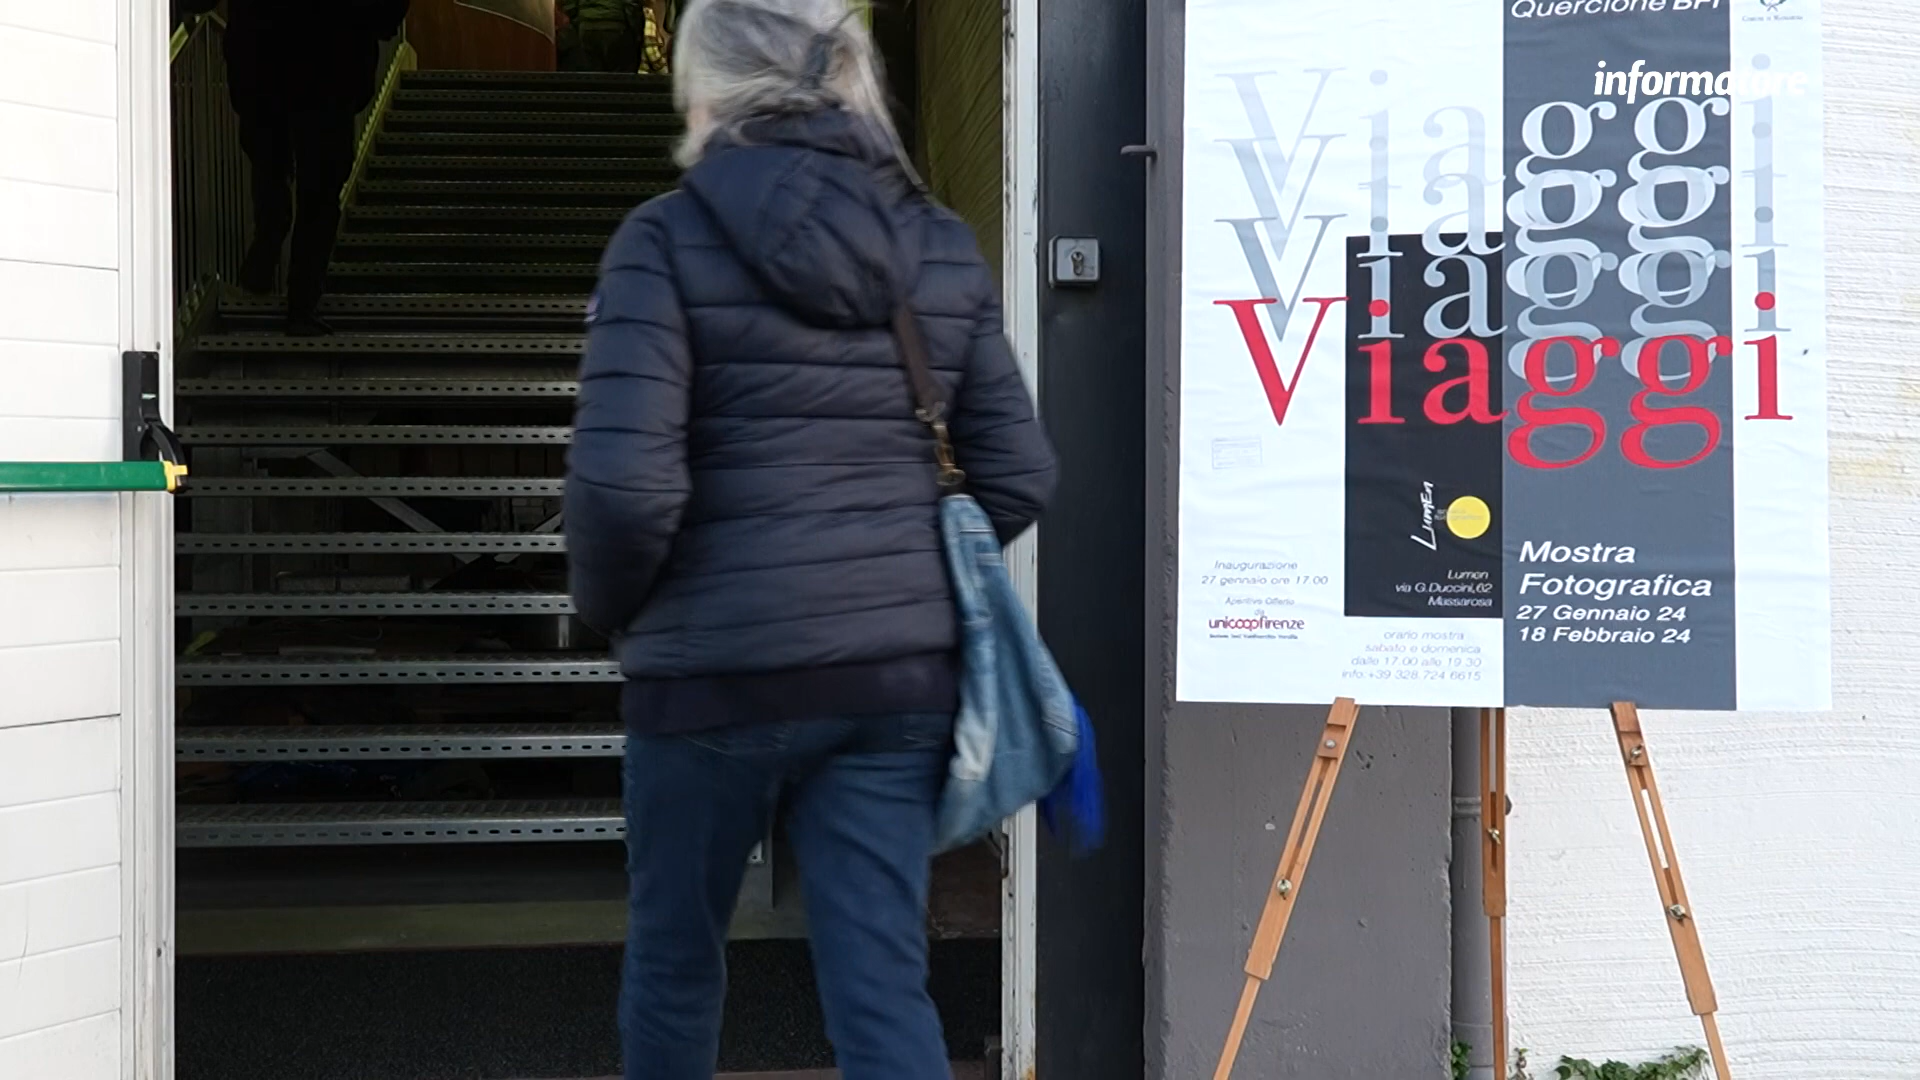 Quercione BFI
informatore
Viaggi
Viaggi
Viaggi
Viaggi
Lumen
Inaugurazione
27 gennaio ore 17.00
Aperitivo Offerto
da
unicoopfirenze
Lumen
via G.Duccini,62
Massarosa
orario mostra
sabato e domenica
dalle 17.00 alle 19.30
info:+39 328 724 6615
Mostra
Fotografica
27 Gennaio 24
18 Febbraio 24